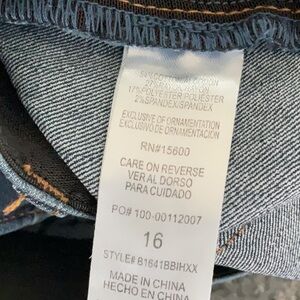 17% POLYESTER POLIESTER
2% SPANDEX/SPANDEX
EXCLUSIVE OF ORNAMENTATION
EXCLUSIVO DE ORNAMENTACIÓN
RN#15600
CARE ON REVERSE
VER AL DORSO
PARA CUIDADO
PO# 100-00112007
16
STYLE# B1641BBIHXX
MADE IN CHINA
HECHO EN CHINA